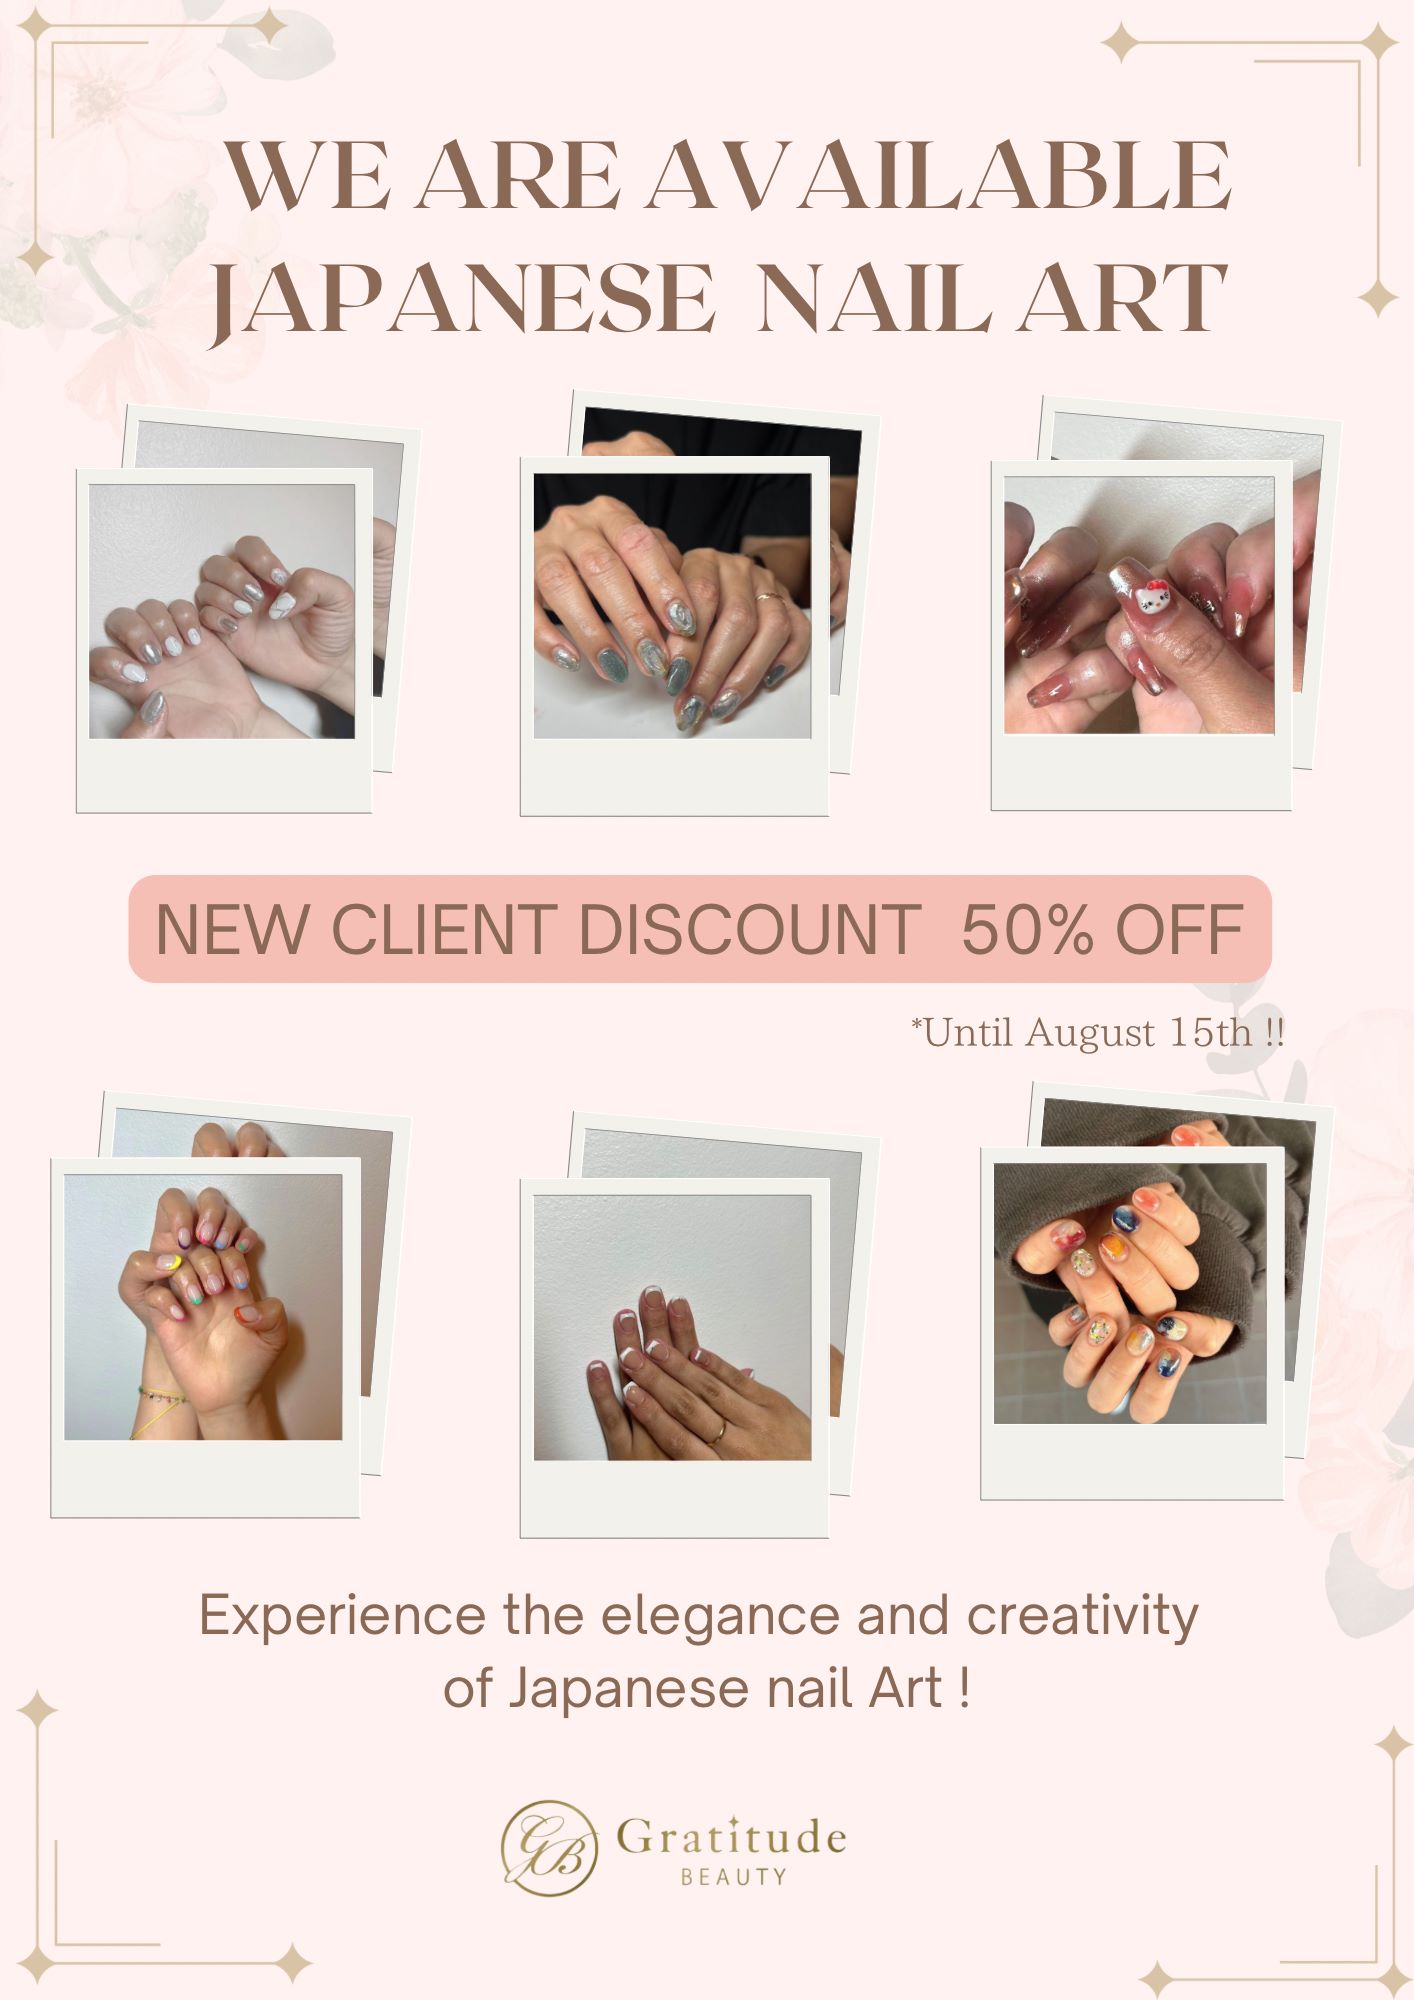 WE ARE AVAILABLE
JAPANESE NAIL ART
NEW CLIENT DISCOUNT 50% OFF
*Until August 15th !!
Experience the elegance and creativity
of Japanese nail Art !
GB
Gratitude
BEAUTY